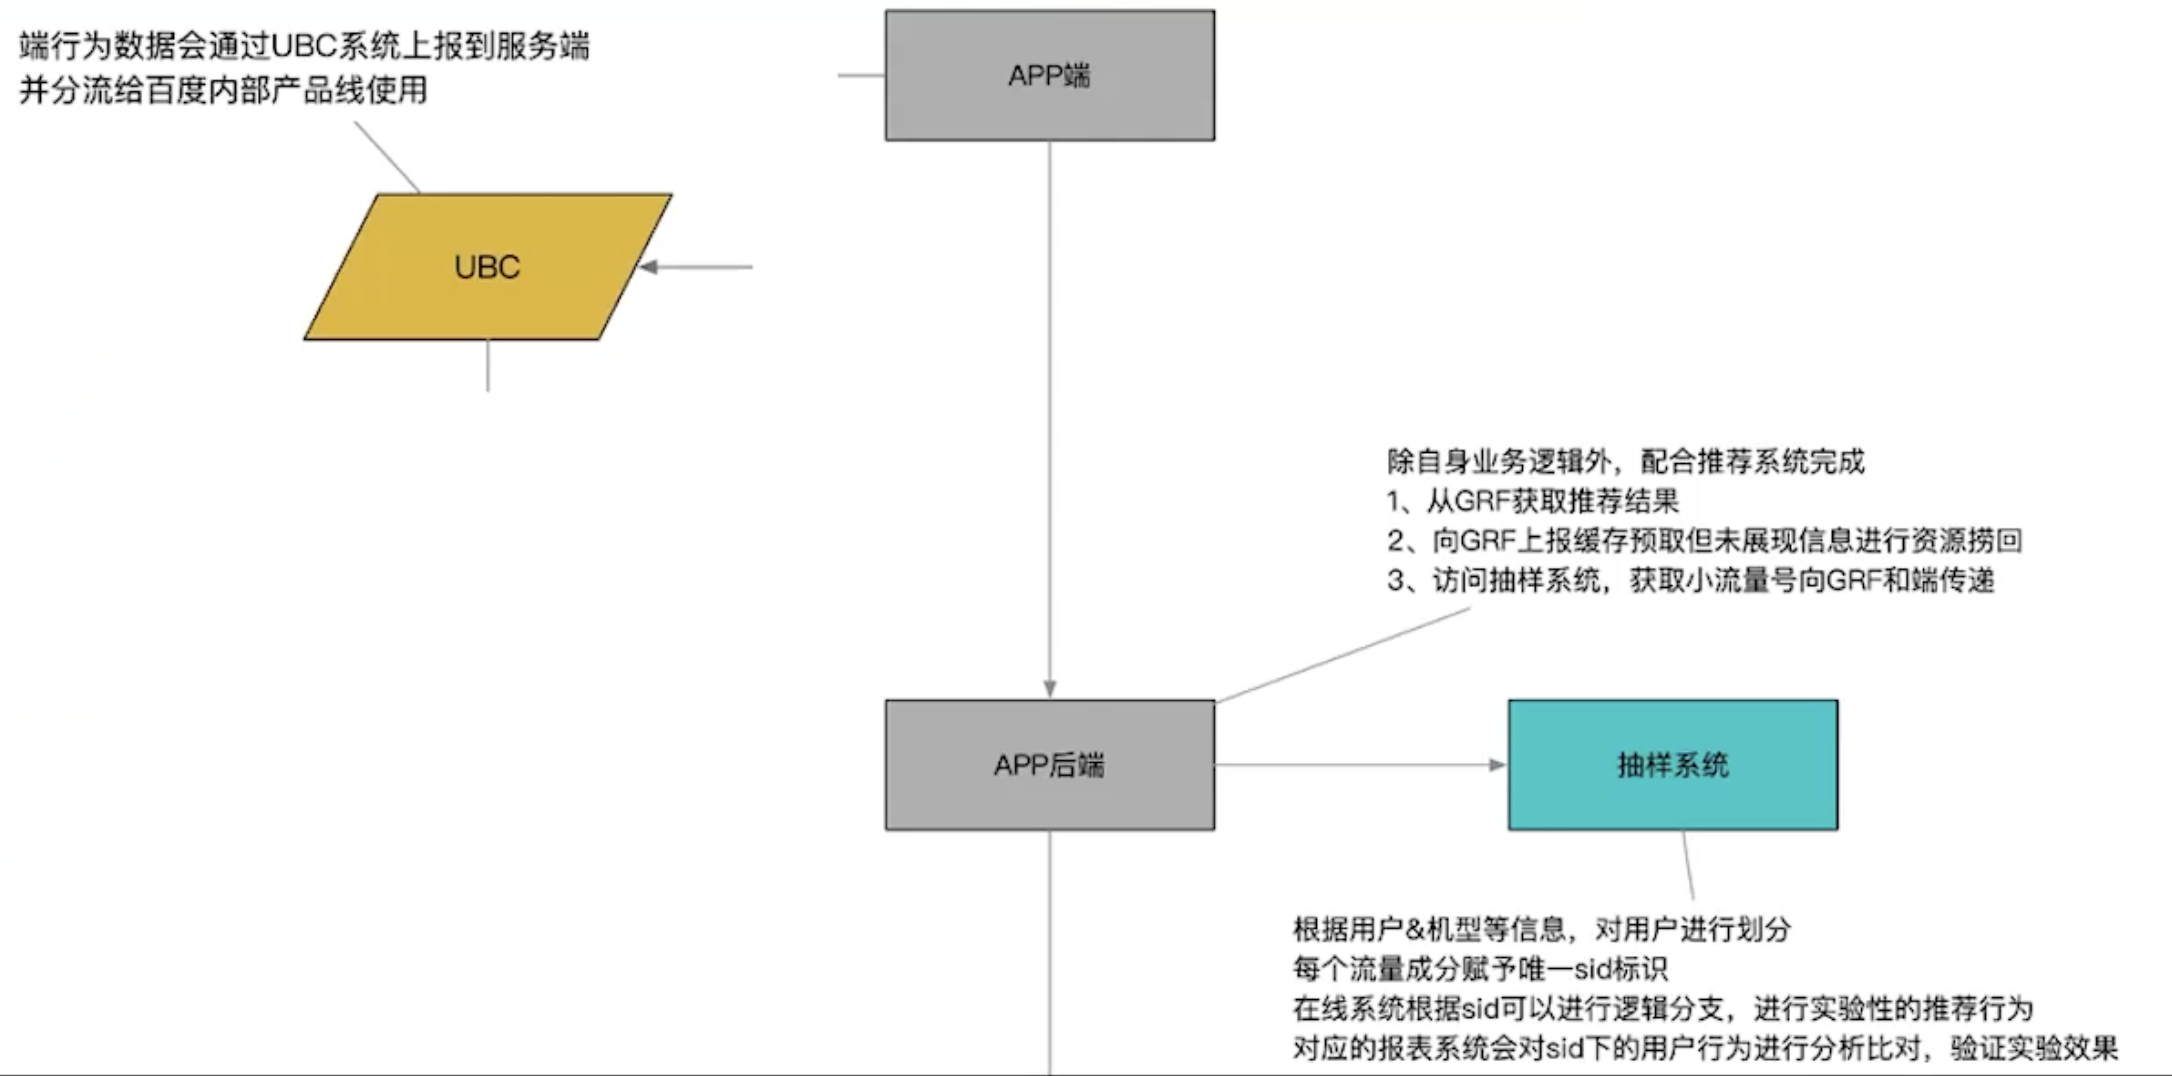 端行为数据会通过UBC系统上报到服务端
并分流给百度内部产品线使用
APP端
UBC
除自身业务逻辑外，配合推荐系统完成
1、从GRF获取推荐结果
2、向GRF上报缓存预取但未展现信息进行资源捞回
3、访问抽样系统，获取小流量号向GRF和端传递
APP后端
抽样系统
根据用户&机型等信息，对用户进行划分
每个流量成分赋予唯一sid标识
在线系统根据sid可以进行逻辑分支，进行实验性的推荐行为
对应的报表系统会对sid下的用户行为进行分析比对，验证实验效果